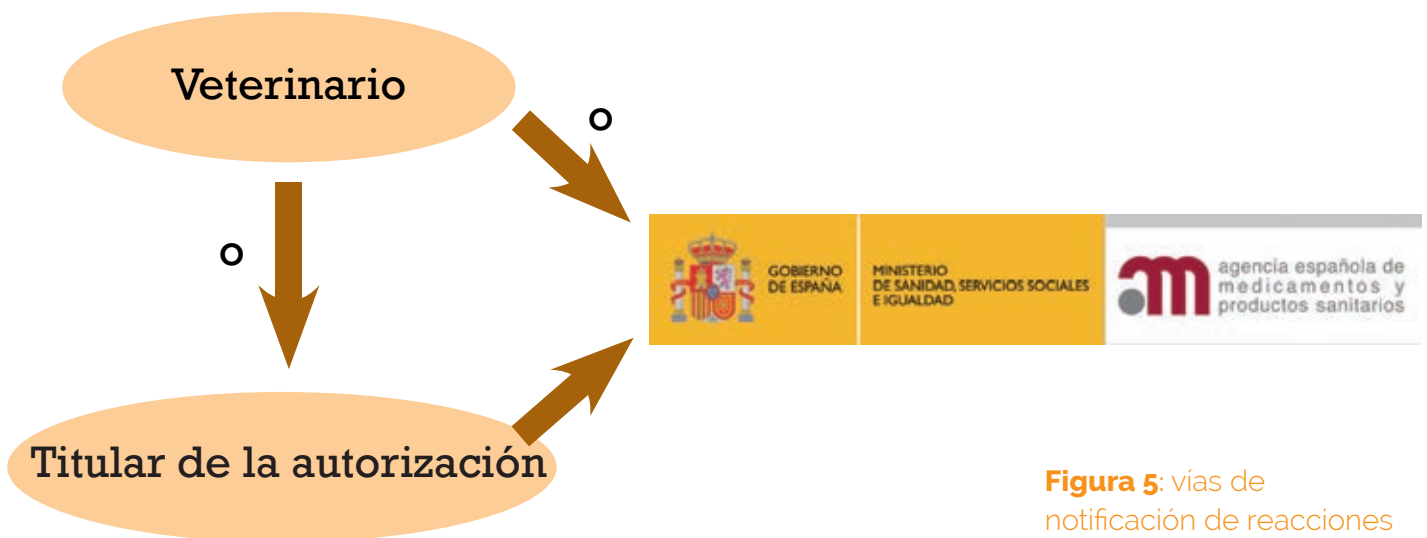 Veterinario
o
o
GOBIERNO
DE ESPAÑA
MINISTERIO
DE SANIDAD, SERVICIOS SOCIALES
E IGUALDAD
agencia española de
medicamentos y
productos sanitarios
Titular de la autorización
Figura 5: vías de
notificación de reacciones